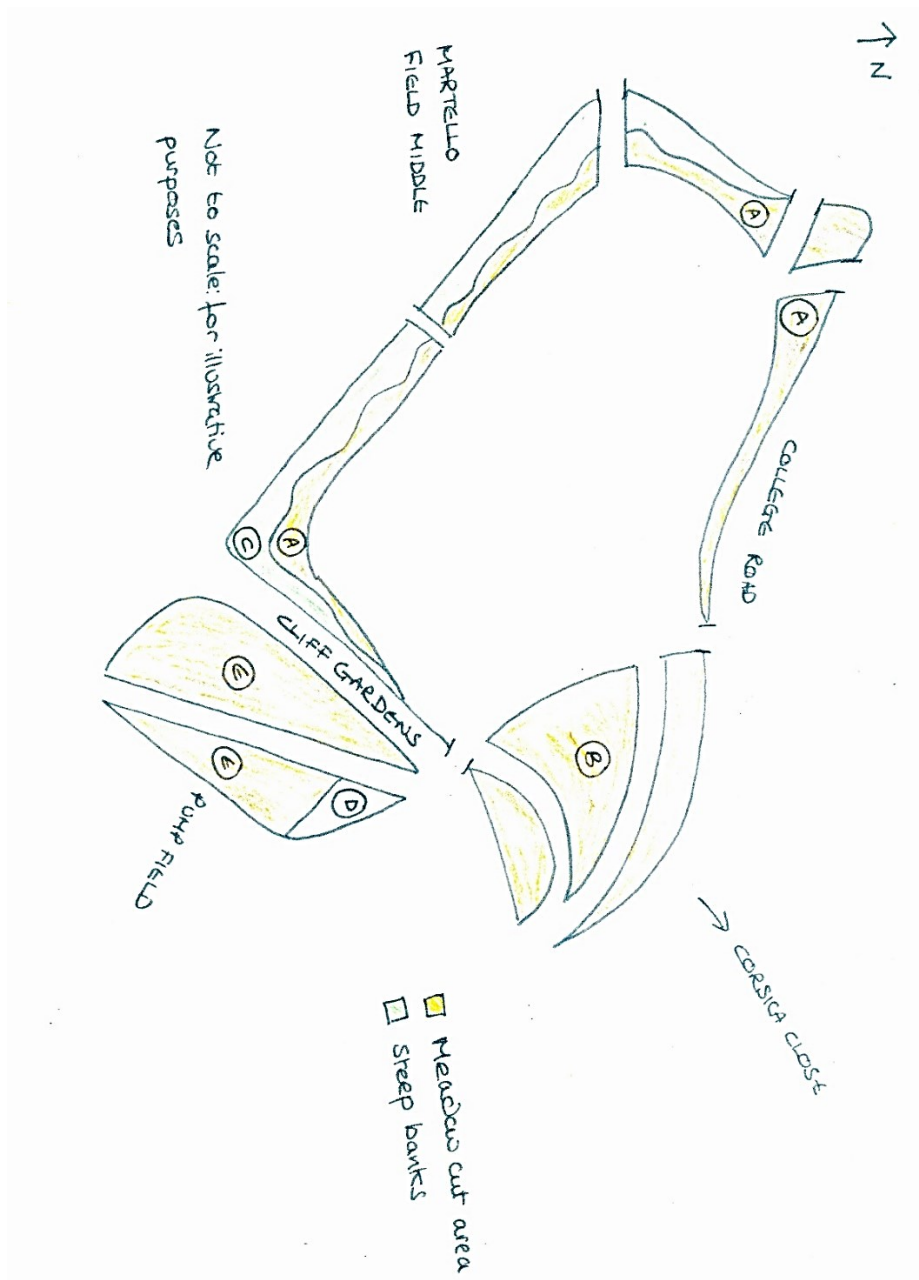 N
MARTELLO
FIELD MIDDLE
Not to scale: for illustrative
purposes
A
A
COLLEGE ROAD
C
A
CLIFF GARDENS
E
E
D
PUMP FIELD
B
CORSICA CLOSE
Meadow cut area
Steep banks